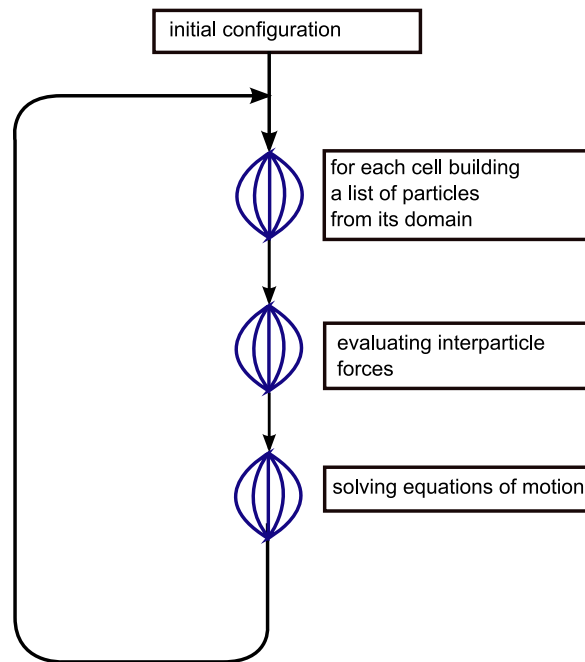 initial configuration
for each cell building
a list of particles
from its domain
evaluating interparticle
forces
solving equations of motion